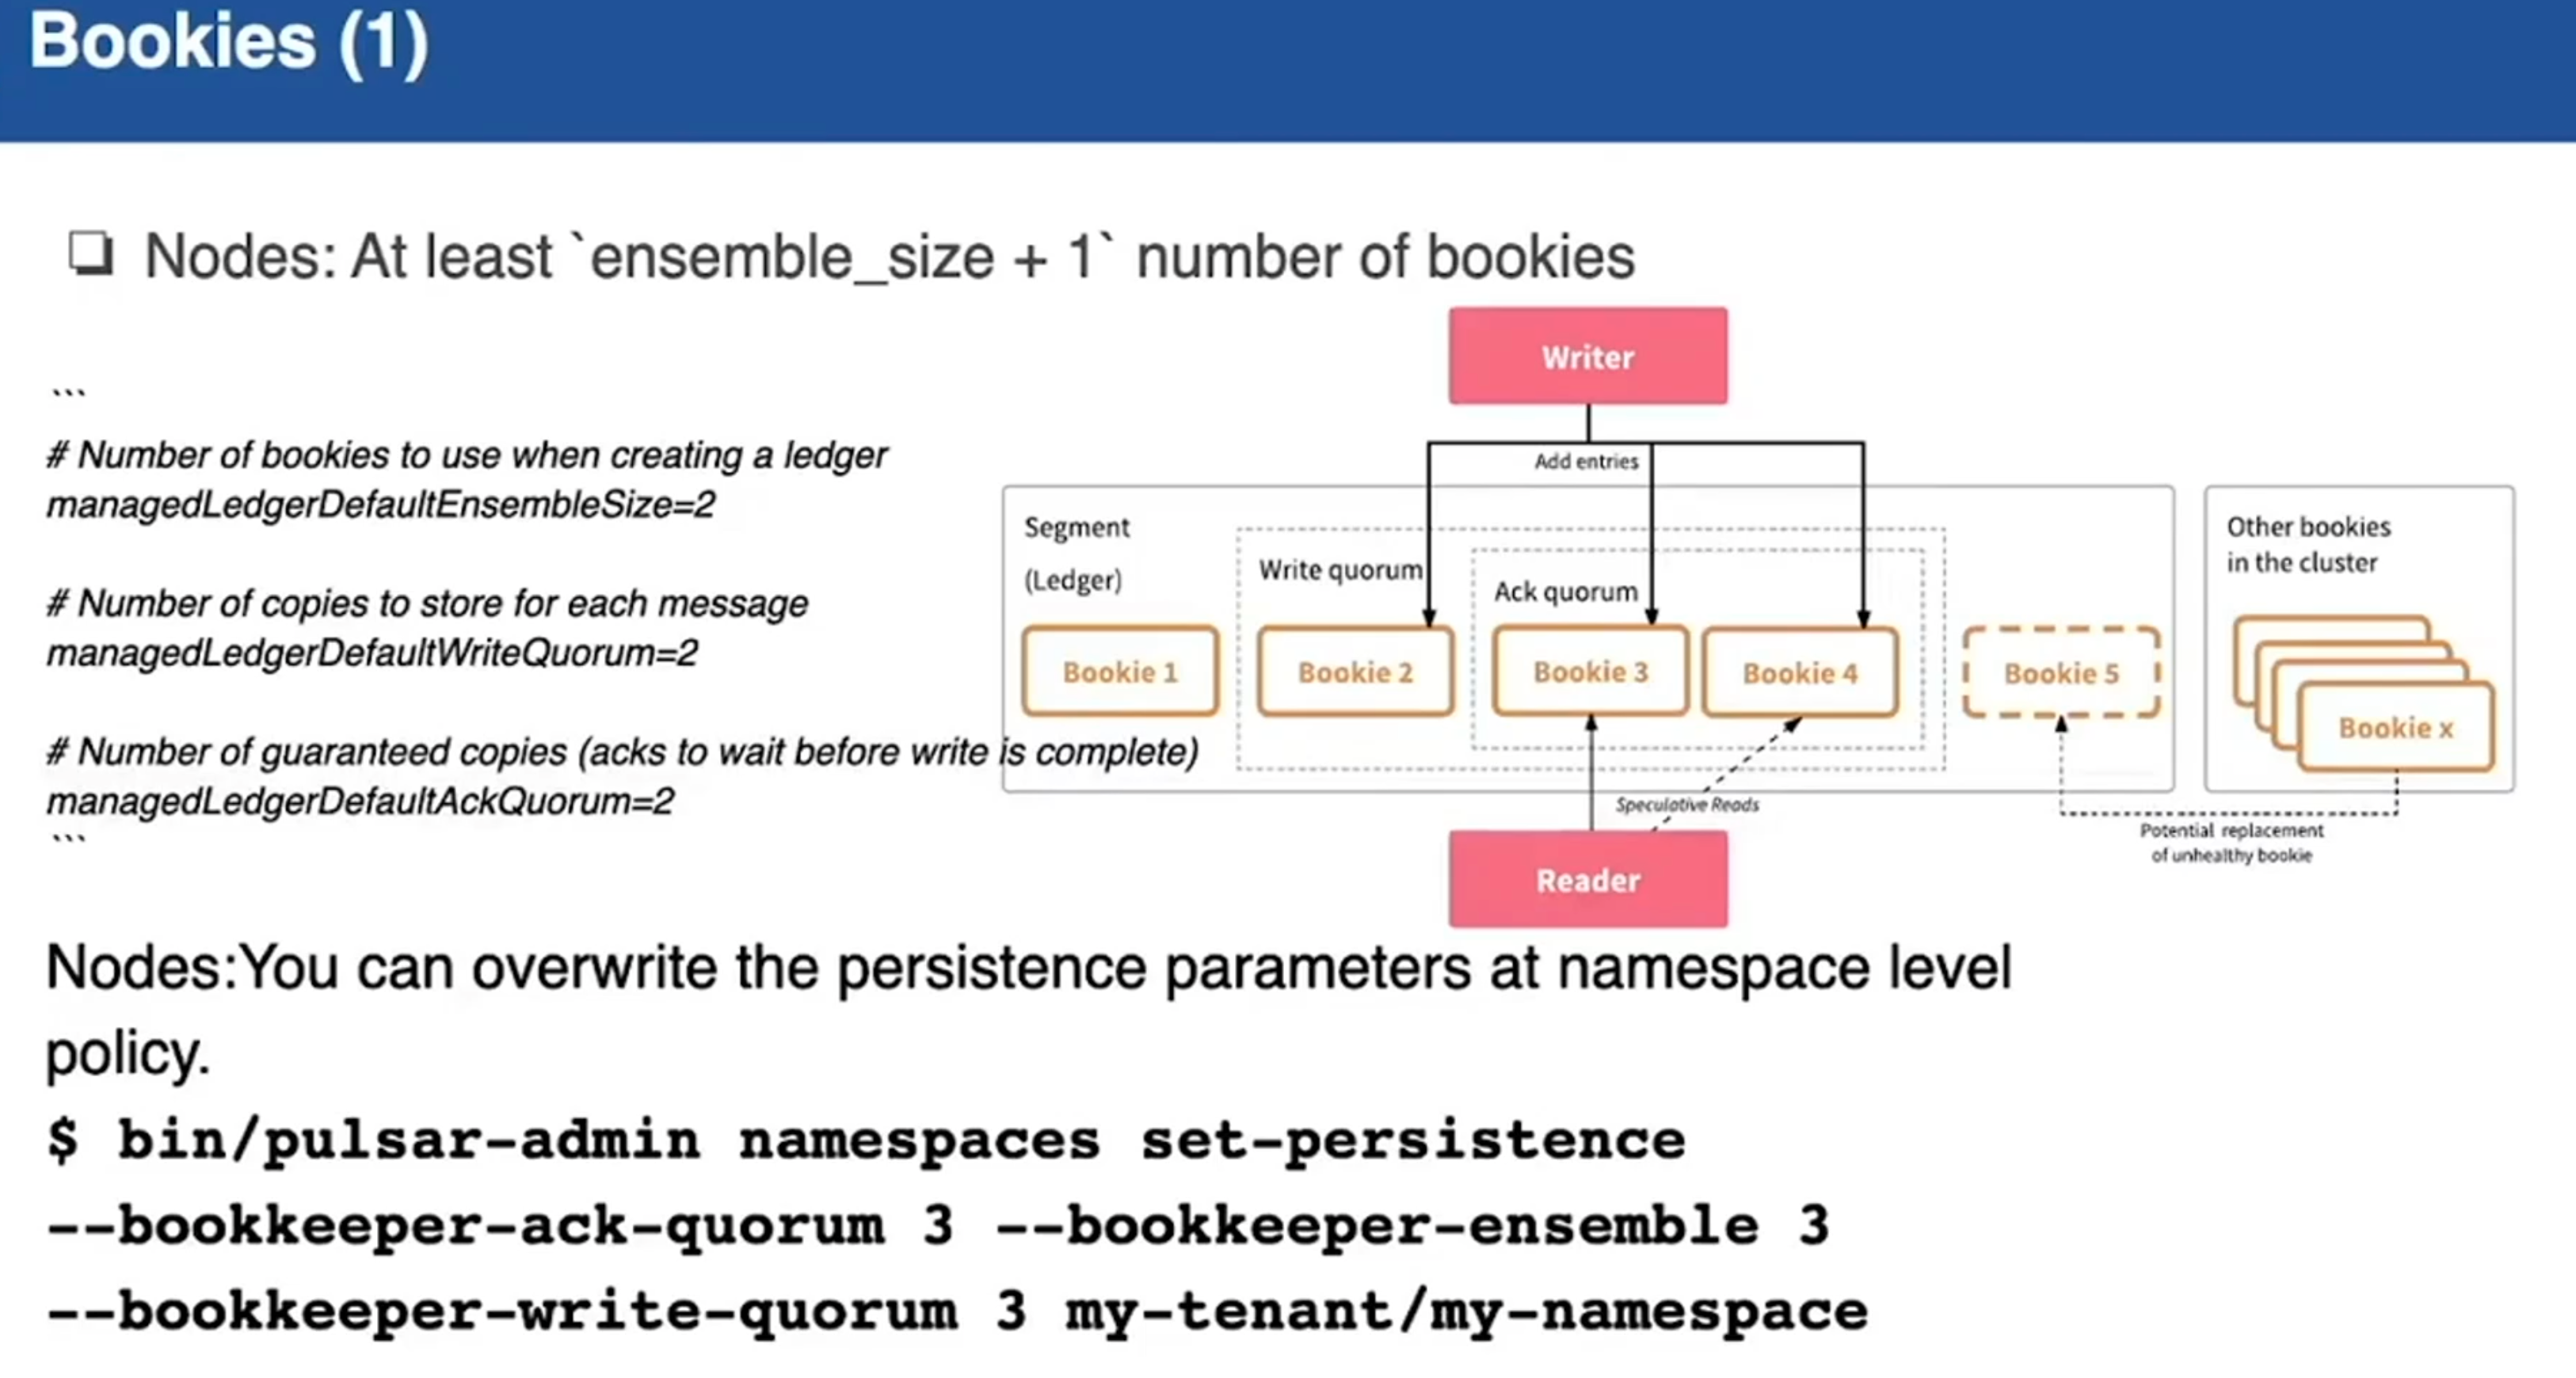 Bookies (1)
❏ Nodes: At least `ensemble_size + 1` number of bookies
```
# Number of bookies to use when creating a ledger
managedLedgerDefaultEnsembleSize=2
# Number of copies to store for each message
managedLedgerDefaultWriteQuorum=2
# Number of guaranteed copies (acks to wait before write is complete)
managedLedgerDefaultAckQuorum=2
```
Writer
Add entries
Segment
(Ledger)
Write quorum
Ack quorum
Bookie 1
Bookie 2
Bookie 3
Bookie 4
Bookie 5
Other bookies
in the cluster
Bookie x
Speculative Reads
Potential replacement
of unhealthy bookie
Reader
Nodes:You can overwrite the persistence parameters at namespace level
policy.
$ bin/pulsar-admin namespaces set-persistence
--bookkeeper-ack-quorum 3 --bookkeeper-ensemble 3
--bookkeeper-write-quorum 3 my-tenant/my-namespace